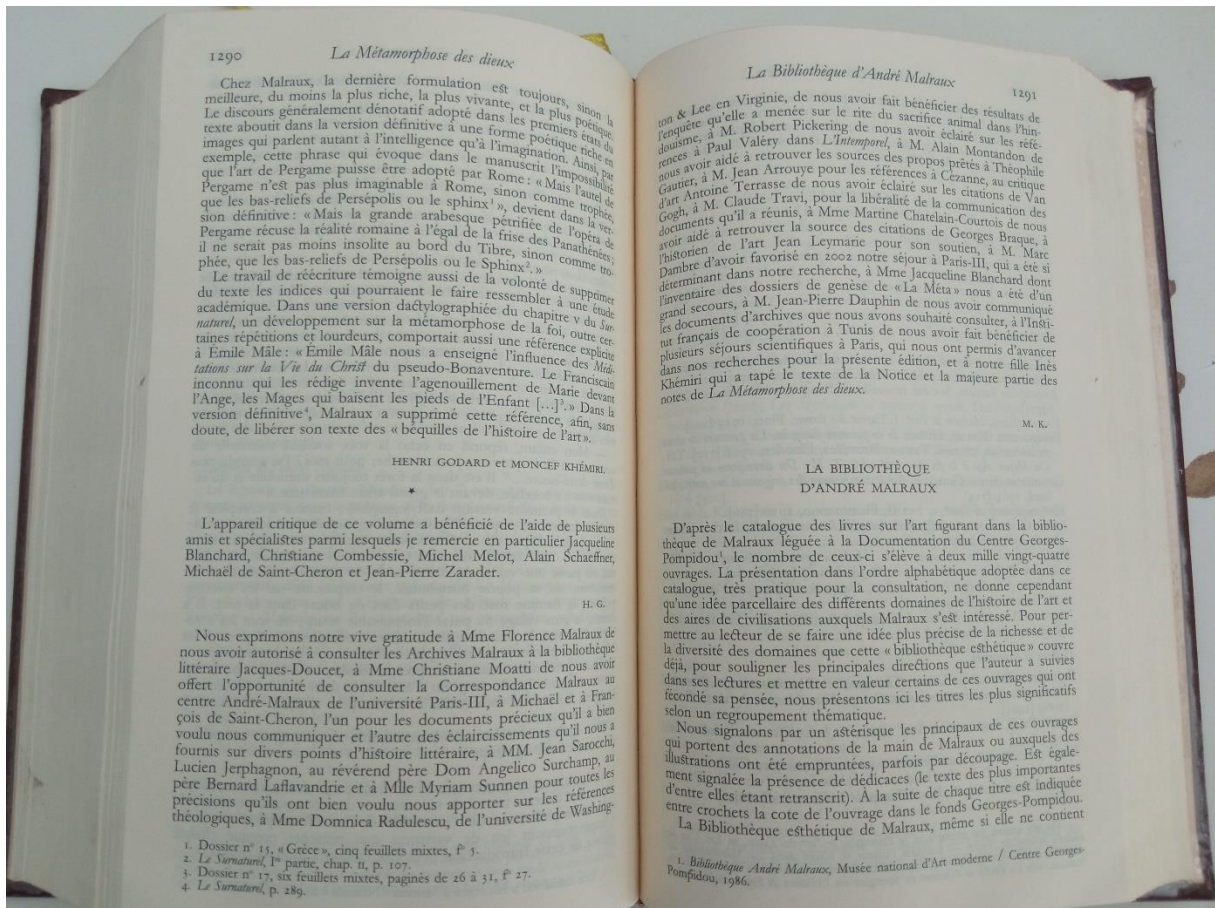 1290
La Métamorphose des dieux
Chez Malraux, la dernière formulation est toujours, sinon la
meilleure, du moins la plus riche, la plus vivante, et la plus poétique.
Le discours généralement dénotatif adopté dans les premiers états du
texte aboutit dans la version définitive à une forme poétique riche en
images qui parlent autant à l'intelligence qu'à l'imagination. Ainsi, par
exemple, cette phrase qui évoque dans le manuscrit l'impossibilité
que l'art de Pergame puisse être adopté par Rome : « Mais l'autel de
Pergame n'est pas plus imaginable à Rome, sinon comme trophée,
que les bas-reliefs de Persépolis ou le sphinx¹ », devient dans la ver-
sion définitive : « Mais la grande arabesque pétrifiée de l'opéra de
Pergame récuse la réalité romaine à l'égal de la frise des Panathénées ;
il ne serait pas moins insolite au bord du Tibre, sinon comme tro-
phée, que les bas-reliefs de Persépolis ou le Sphinx². »
Le travail de réécriture témoigne aussi de la volonté de supprimer
du texte les indices qui pourraient le faire ressembler à une étude
académique. Dans une version dactylographiée du chapitre v du Sur-
naturel, un développement sur la métamorphose de la foi, outre cer-
taines répétitions et lourdeurs, comportait aussi une référence explicite
à Émile Mâle : « Émile Mâle nous a enseigné l'influence des Médi-
tations sur la Vie du Christ du pseudo-Bonaventure. Le Franciscain
inconnu qui les rédige invente l'agenouillement de Marie devant
l'Ange, les Mages qui baisent les pieds de l'Enfant [...]³. » Dans la
version définitive⁴, Malraux a supprimé cette référence, afin, sans
doute, de libérer son texte des « béquilles de l'histoire de l'art ».
HENRI GODARD et MONCEF KHÉMIRI.
*
L'appareil critique de ce volume a bénéficié de l'aide de plusieurs
amis et spécialistes parmi lesquels je remercie en particulier Jacqueline
Blanchard, Christiane Combessie, Michel Melot, Alain Schaeffner,
Michaël de Saint-Cheron et Jean-Pierre Zarader.
H. G.
Nous exprimons notre vive gratitude à Mme Florence Malraux de
nous avoir autorisé à consulter les Archives Malraux à la bibliothèque
littéraire Jacques-Doucet, à Mme Christiane Moatti de nous avoir
offert l'opportunité de consulter la Correspondance Malraux au
centre André-Malraux de l'université Paris-III, à Michaël et à Fran-
çois de Saint-Cheron, l'un pour les documents précieux qu'il a bien
voulu nous communiquer et l'autre des éclaircissements qu'il nous a
fournis sur divers points d'histoire littéraire, à MM. Jean Sarocchi,
Lucien Jerphagnon, au révérend père Dom Angelico Surchamp, au
père Bernard Laflavandrie et à Mlle Myriam Sunnen pour toutes les
précisions qu'ils ont bien voulu nous apporter sur les références
théologiques, à Mme Domnica Radulescu, de l'université de Washing-
1. Dossier n° 15, « Grèce », cinq feuillets mixtes, f° 5.
2. Le Surnaturel, Iʳᵉ partie, chap. II, p. 107.
3. Dossier n° 17, six feuillets mixtes, paginés de 26 à 31, f° 27.
4. Le Surnaturel, p. 289.
La Bibliothèque d'André Malraux
1291
ton & Lee en Virginie, de nous avoir fait bénéficier des résultats de
l'enquête qu'elle a menée sur le rite du sacrifice animal dans l'hin-
douisme, à M. Robert Pickering de nous avoir éclairé sur les réfé-
rences à Paul Valéry dans L'Intemporel, à M. Alain Montandon de
nous avoir aidé à retrouver les sources des propos prêtés à Théophile
Gautier, à M. Jean Arrouye pour les références à Cézanne, au critique
d'art Antoine Terrasse de nous avoir éclairé sur les citations de Van
Gogh, à M. Claude Travi, pour la libéralité de la communication des
documents qu'il a réunis, à Mme Martine Chatelain-Courtois de nous
avoir aidé à retrouver la source des citations de Georges Braque, à
l'historien de l'art Jean Leymarie pour son soutien, à M. Marc
Dambre d'avoir favorisé en 2002 notre séjour à Paris-III, qui a été si
déterminant dans notre recherche, à Mme Jacqueline Blanchard dont
l'inventaire des dossiers de genèse de « La Méta » nous a été d'un
grand secours, à M. Jean-Pierre Dauphin de nous avoir communiqué
les documents d'archives que nous avons souhaité consulter, à l'Insti-
tut français de coopération à Tunis de nous avoir fait bénéficier de
plusieurs séjours scientifiques à Paris, qui nous ont permis d'avancer
dans nos recherches pour la présente édition, et à notre fille Inès
Khémiri qui a tapé le texte de la Notice et la majeure partie des
notes de La Métamorphose des dieux.
M. K.
LA BIBLIOTHÈQUE
D'ANDRÉ MALRAUX
D'après le catalogue des livres sur l'art figurant dans la biblio-
thèque de Malraux léguée à la Documentation du Centre Georges-
Pompidou¹, le nombre de ceux-ci s'élève à deux mille vingt-quatre
ouvrages. La présentation dans l'ordre alphabétique adoptée dans ce
catalogue, très pratique pour la consultation, ne donne cependant
qu'une idée parcellaire des différents domaines de l'histoire de l'art et
des aires de civilisations auxquels Malraux s'est intéressé. Pour per-
mettre au lecteur de se faire une idée plus précise de la richesse et de
la diversité des domaines que cette « bibliothèque esthétique » couvre
déjà, pour souligner les principales directions que l'auteur a suivies
dans ses lectures et mettre en valeur certains de ces ouvrages qui ont
fécondé sa pensée, nous présentons ici les titres les plus significatifs
selon un regroupement thématique.
Nous signalons par un astérisque les principaux de ces ouvrages
qui portent des annotations de la main de Malraux ou auxquels des
illustrations ont été empruntées, parfois par découpage. Est égale-
ment signalée la présence de dédicaces (le texte des plus importantes
d'entre elles étant retranscrit). À la suite de chaque titre est indiquée
entre crochets la cote de l'ouvrage dans le fonds Georges-Pompidou.
La Bibliothèque esthétique de Malraux, même si elle ne contient
1. Bibliothèque André Malraux, Musée national d'Art moderne / Centre Georges-
Pompidou, 1986.